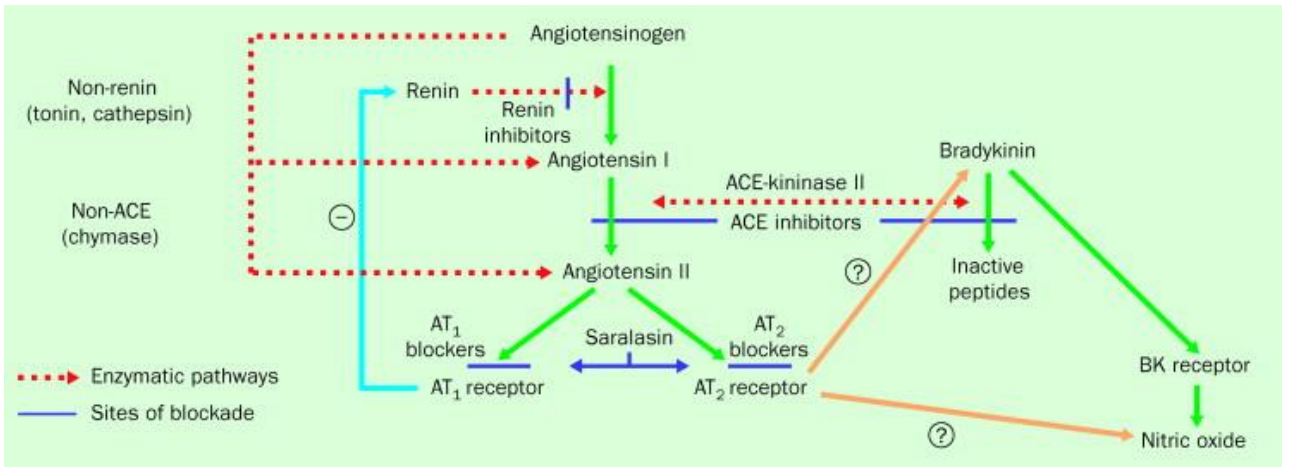 Angiotensinogen
Non-renin
(tonin, cathepsin)
Renin
Renin
inhibitors
Angiotensin I
Bradykinin
ACE-kininase II
ACE inhibitors
Non-ACE
(chymase)
−
Angiotensin II
?
Inactive
peptides
AT₁
blockers
Saralasin
AT₂
blockers
BK receptor
Enzymatic pathways
AT₁ receptor
AT₂ receptor
Sites of blockade
?
Nitric oxide